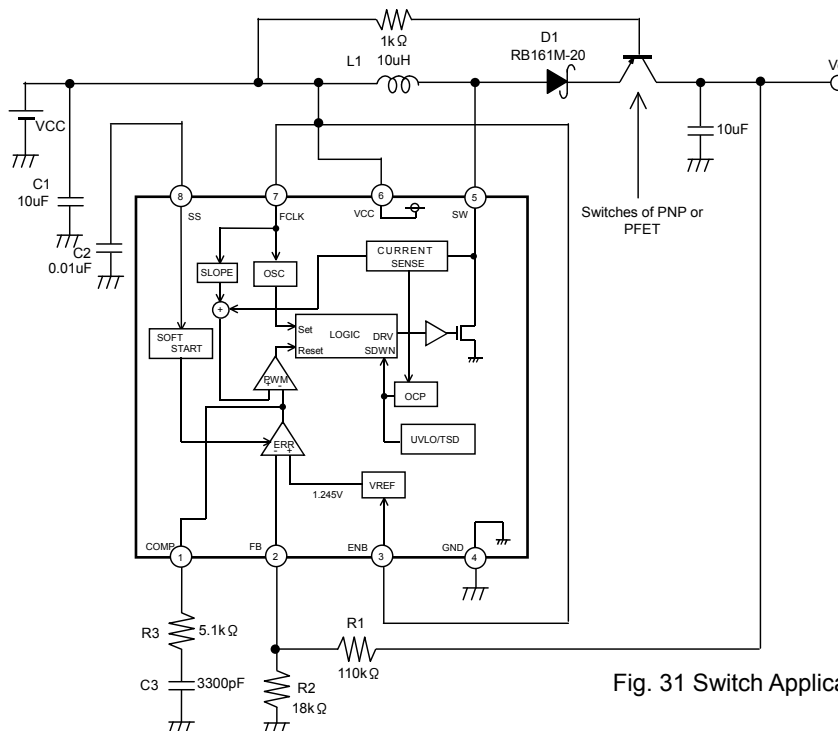 1kΩ
D1
RB161M-20
L1
10uH
VCC
10uF
C1
10uF
C2
0.01uF
Switches of PNP or
PFET
8
7
6
5
SS
FCLK
VCC
SW
SLOPE
OSC
CURRENT
SENSE
+
Set
LOGIC
DRV
SDWN
Reset
SOFT
START
PWM
+ -
OCP
ERR
- +
UVLO/TSD
1.245V
VREF
COMP
FB
ENB
GND
1
2
3
4
R3
5.1kΩ
R1
110kΩ
C3
3300pF
R2
18kΩ
Fig. 31 Switch